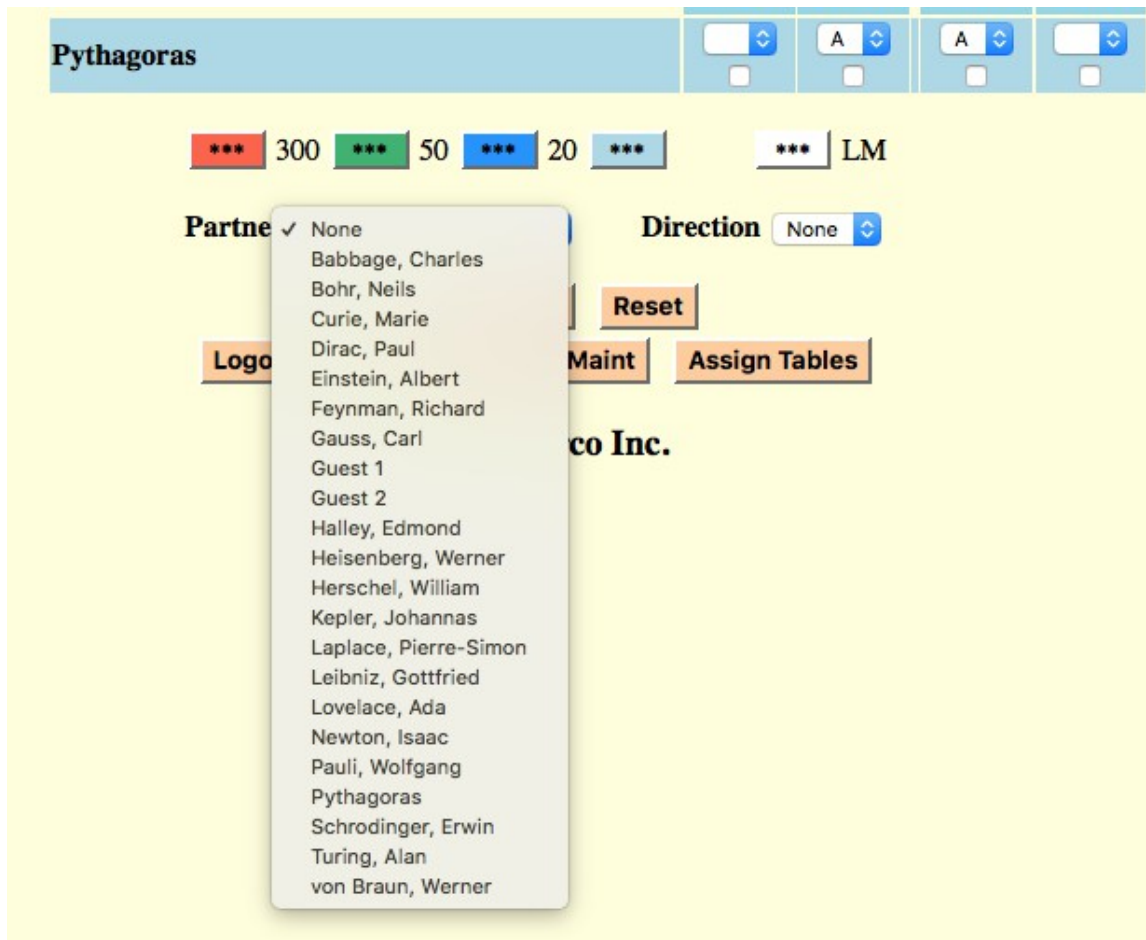 Pythagoras A A
*** 300 *** 50 *** 20 *** *** LM
Partne Direction None
✓ None
Babbage, Charles
Bohr, Neils
Curie, Marie
Dirac, Paul
Einstein, Albert
Feynman, Richard
Gauss, Carl
Guest 1
Guest 2
Halley, Edmond
Heisenberg, Werner
Herschel, William
Kepler, Johannas
Laplace, Pierre-Simon
Leibniz, Gottfried
Lovelace, Ada
Newton, Isaac
Pauli, Wolfgang
Pythagoras
Schrodinger, Erwin
Turing, Alan
von Braun, Werner
Reset
Logo Maint Assign Tables
co Inc.